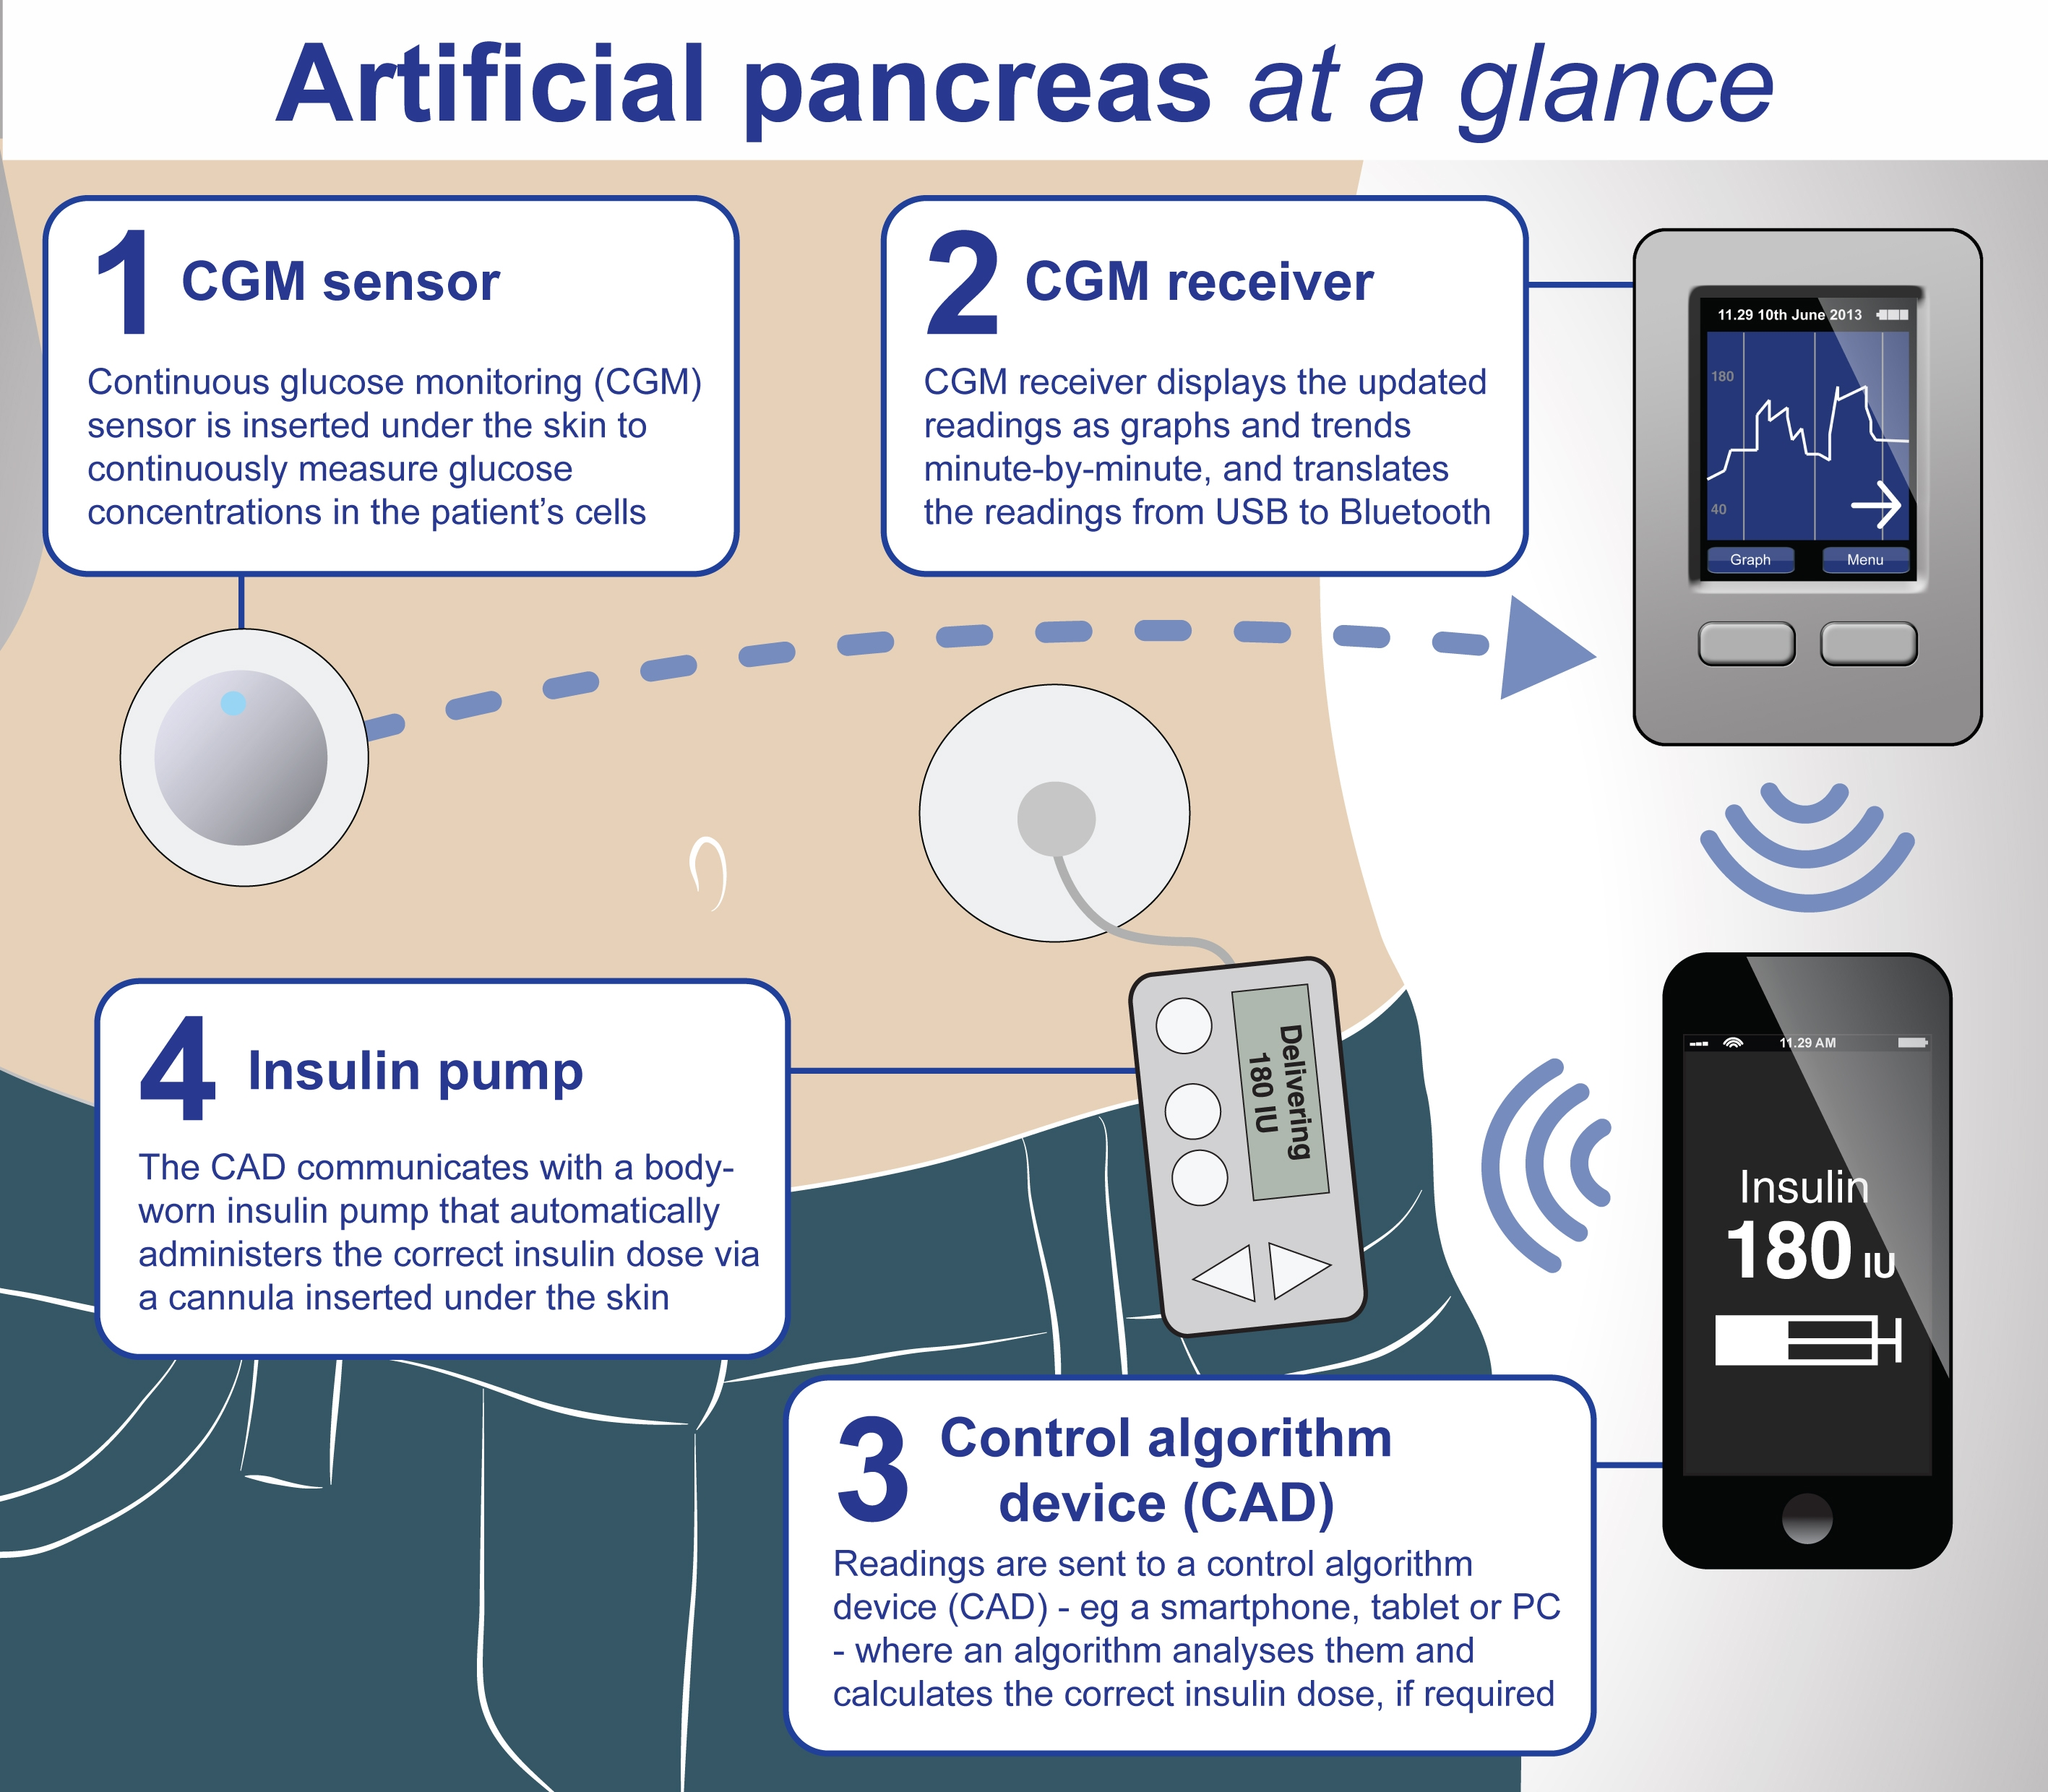 Artificial pancreas at a glance
1 CGM sensor
Continuous glucose monitoring (CGM)
sensor is inserted under the skin to
continuously measure glucose
concentrations in the patient’s cells
2 CGM receiver
CGM receiver displays the updated
readings as graphs and trends
minute-by-minute, and translates
the readings from USB to Bluetooth
11.29 10th June 2013
180
40
Graph Menu
4 Insulin pump
The CAD communicates with a body-
worn insulin pump that automatically
administers the correct insulin dose via
a cannula inserted under the skin
Delivering
180 IU
11.29 AM
Insulin
180 IU
3 Control algorithm
device (CAD)
Readings are sent to a control algorithm
device (CAD) - eg a smartphone, tablet or PC
- where an algorithm analyses them and
calculates the correct insulin dose, if required